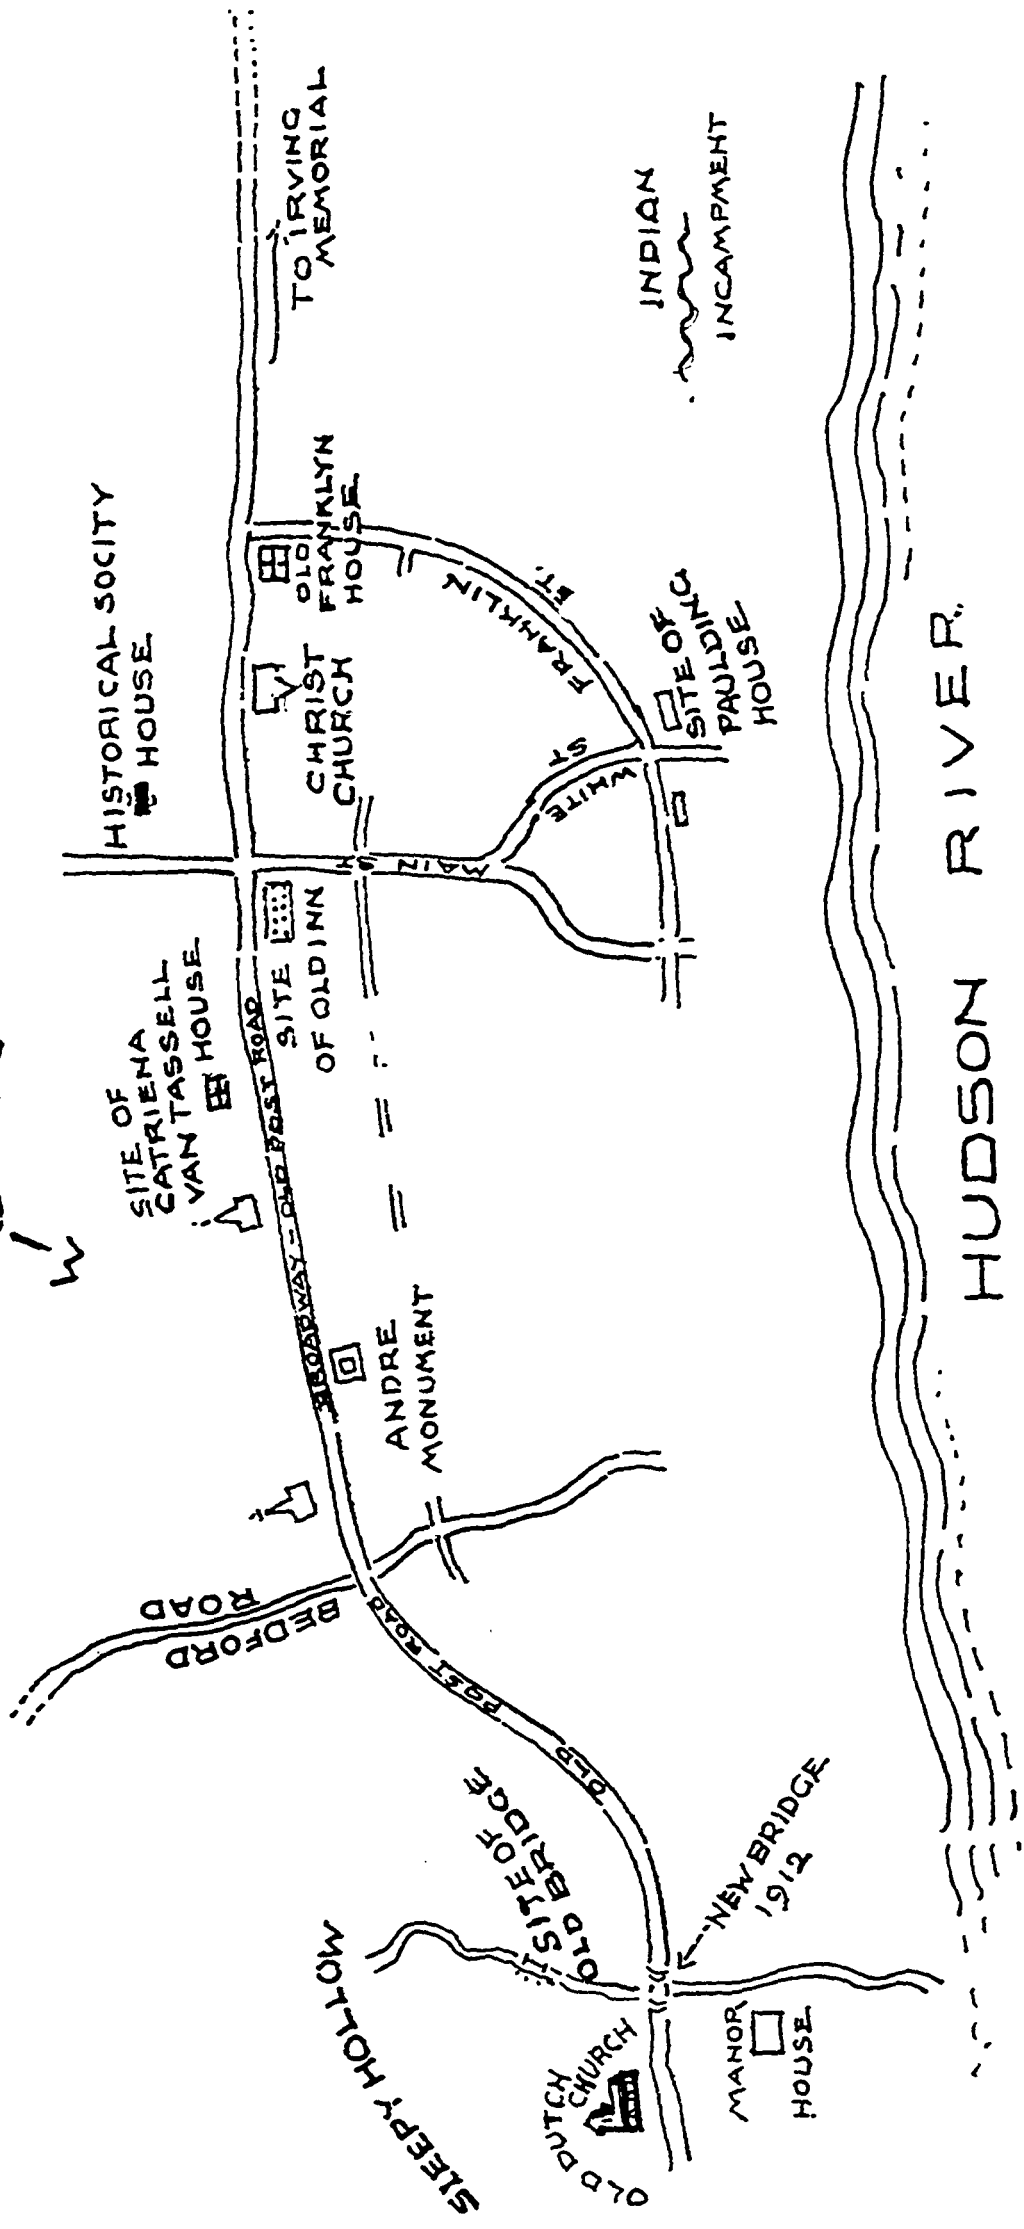 SLEEPY HOLLOW
OLD DUTCH
CHURCH
MANOR
HOUSE
SITE OF
OLD BRIDGE
NEW BRIDGE
1912
OLD POST ROAD
BEDFORD
ROAD
ANDRE
MONUMENT
BROADWAY - OLD POST ROAD
SITE OF
CATRIENA
VAN TASSELL
HOUSE
SITE
OF OLD INN
MAIN
ST
HISTORICAL SOCITY
HOUSE
CHRIST
CHURCH
WHITE
ST
FRANKLIN
ST.
OLD
FRANKLYN
HOUSE
SITE OF
PAULDING
HOUSE
TO IRVING
MEMORIAL
INDIAN
INCAMPMENT
HUDSON RIVER.
W